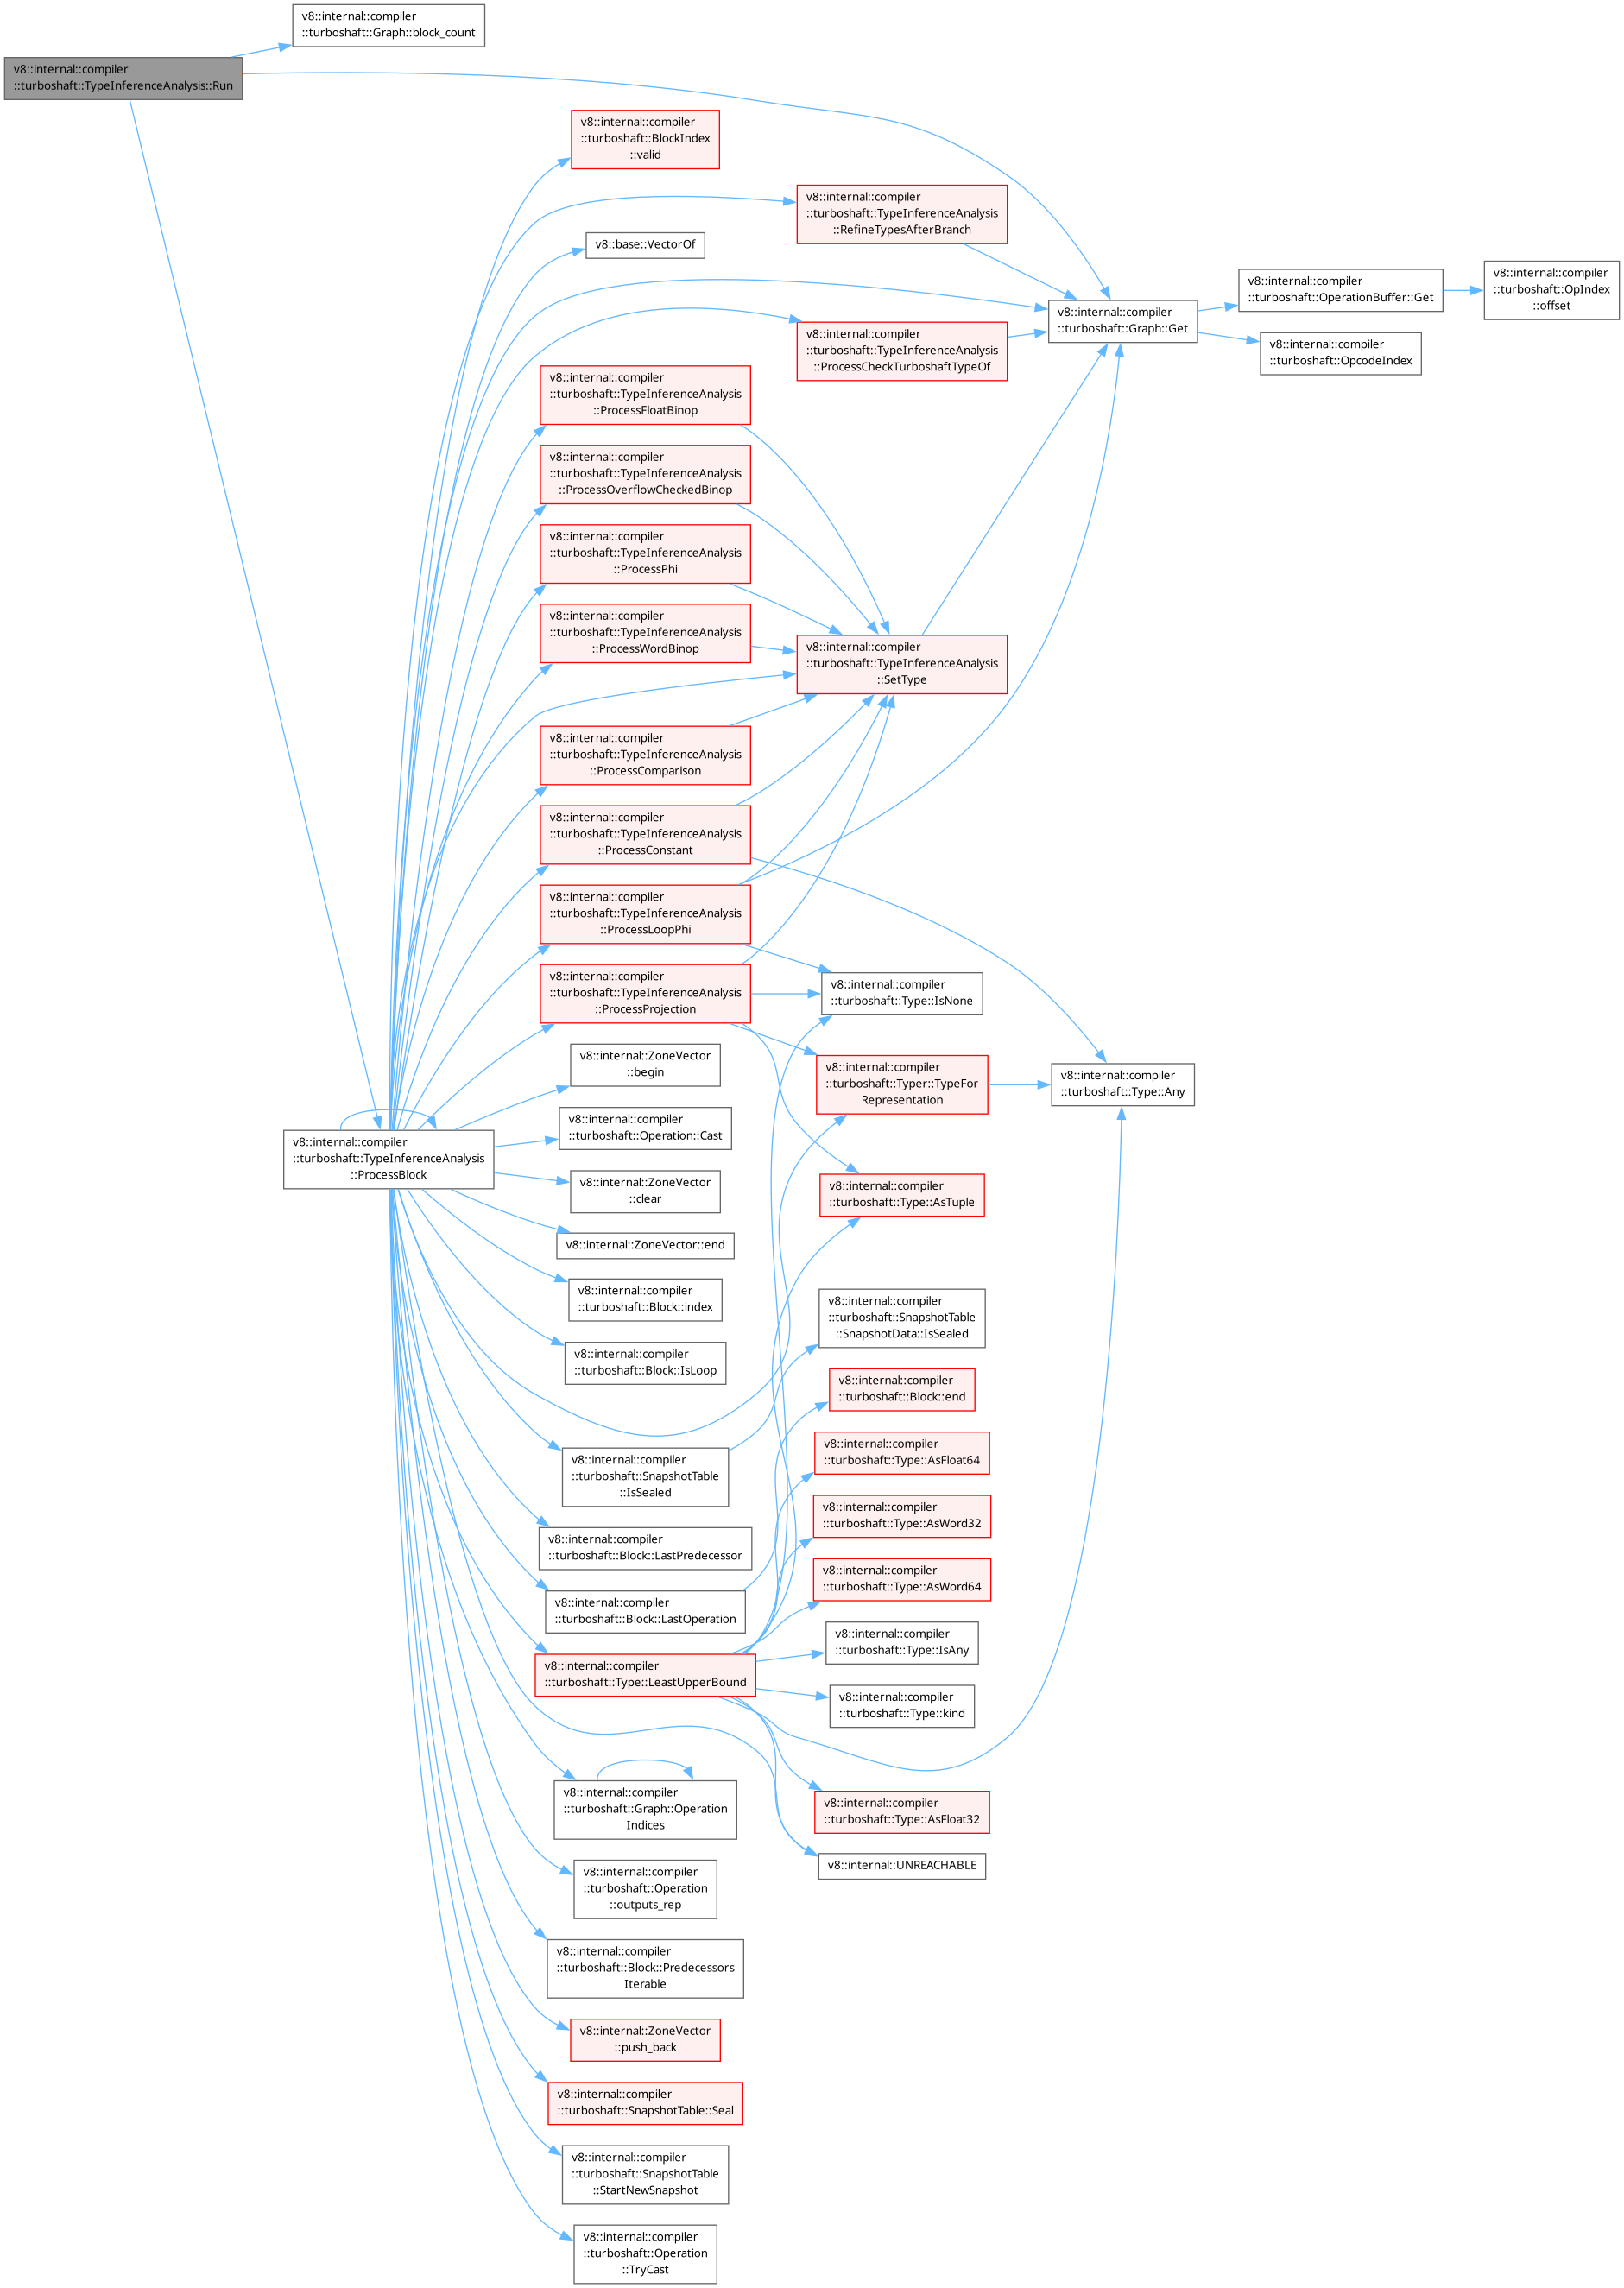 v8::internal::compiler
::turboshaft::Graph::block_count
v8::internal::compiler
::turboshaft::TypeInferenceAnalysis::Run
v8::internal::compiler
::turboshaft::BlockIndex
::valid
v8::internal::compiler
::turboshaft::TypeInferenceAnalysis
::RefineTypesAfterBranch
v8::base::VectorOf
v8::internal::compiler
::turboshaft::OperationBuffer::Get
v8::internal::compiler
::turboshaft::OpIndex
::offset
v8::internal::compiler
::turboshaft::Graph::Get
v8::internal::compiler
::turboshaft::TypeInferenceAnalysis
::ProcessCheckTurboshaftTypeOf
v8::internal::compiler
::turboshaft::OpcodeIndex
v8::internal::compiler
::turboshaft::TypeInferenceAnalysis
::ProcessFloatBinop
v8::internal::compiler
::turboshaft::TypeInferenceAnalysis
::ProcessOverflowCheckedBinop
v8::internal::compiler
::turboshaft::TypeInferenceAnalysis
::ProcessPhi
v8::internal::compiler
::turboshaft::TypeInferenceAnalysis
::ProcessWordBinop
v8::internal::compiler
::turboshaft::TypeInferenceAnalysis
::SetType
v8::internal::compiler
::turboshaft::TypeInferenceAnalysis
::ProcessComparison
v8::internal::compiler
::turboshaft::TypeInferenceAnalysis
::ProcessConstant
v8::internal::compiler
::turboshaft::TypeInferenceAnalysis
::ProcessLoopPhi
v8::internal::compiler
::turboshaft::TypeInferenceAnalysis
::ProcessProjection
v8::internal::compiler
::turboshaft::Type::IsNone
v8::internal::ZoneVector
::begin
v8::internal::compiler
::turboshaft::Typer::TypeFor
Representation
v8::internal::compiler
::turboshaft::Type::Any
v8::internal::compiler
::turboshaft::Operation::Cast
v8::internal::compiler
::turboshaft::TypeInferenceAnalysis
::ProcessBlock
v8::internal::ZoneVector
::clear
v8::internal::compiler
::turboshaft::Type::AsTuple
v8::internal::ZoneVector::end
v8::internal::compiler
::turboshaft::Block::index
v8::internal::compiler
::turboshaft::SnapshotTable
::SnapshotData::IsSealed
v8::internal::compiler
::turboshaft::Block::IsLoop
v8::internal::compiler
::turboshaft::Block::end
v8::internal::compiler
::turboshaft::Type::AsFloat64
v8::internal::compiler
::turboshaft::SnapshotTable
::IsSealed
v8::internal::compiler
::turboshaft::Type::AsWord32
v8::internal::compiler
::turboshaft::Block::LastPredecessor
v8::internal::compiler
::turboshaft::Type::AsWord64
v8::internal::compiler
::turboshaft::Block::LastOperation
v8::internal::compiler
::turboshaft::Type::IsAny
v8::internal::compiler
::turboshaft::Type::LeastUpperBound
v8::internal::compiler
::turboshaft::Type::kind
v8::internal::compiler
::turboshaft::Graph::Operation
Indices
v8::internal::compiler
::turboshaft::Type::AsFloat32
v8::internal::UNREACHABLE
v8::internal::compiler
::turboshaft::Operation
::outputs_rep
v8::internal::compiler
::turboshaft::Block::Predecessors
Iterable
v8::internal::ZoneVector
::push_back
v8::internal::compiler
::turboshaft::SnapshotTable::Seal
v8::internal::compiler
::turboshaft::SnapshotTable
::StartNewSnapshot
v8::internal::compiler
::turboshaft::Operation
::TryCast